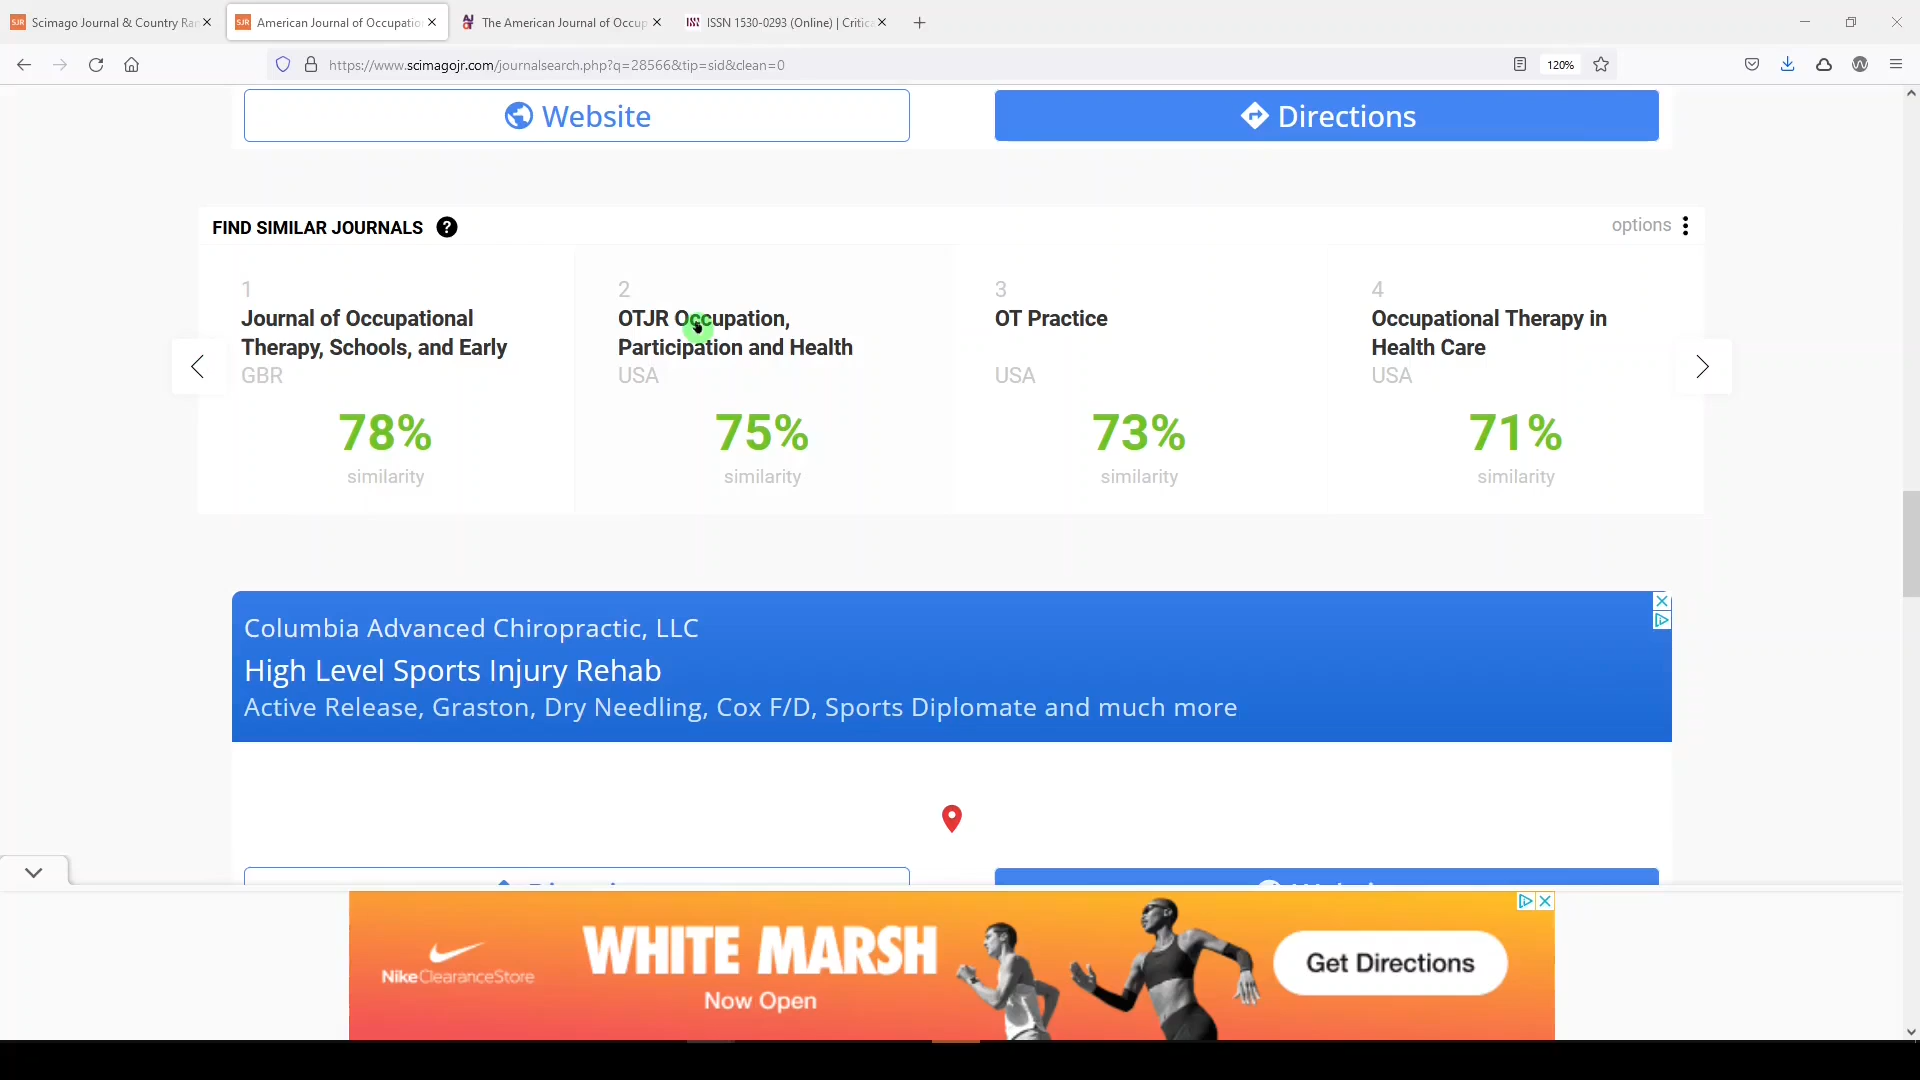 Scimago Journal & Country Ra
American Journal of Occupatio
The American Journal of Occup
ISSN 1530-0293 (Online) | Critic
https://www.scimagojr.com/journalsearch.php?q=28566&tip=sid&clean=0
120%
Website
Directions
FIND SIMILAR JOURNALS ?
options
1
Journal of Occupational
Therapy, Schools, and Early
GBR
78%
similarity
2
OTJR Occupation,
Participation and Health
USA
75%
similarity
3
OT Practice
USA
73%
similarity
4
Occupational Therapy in
Health Care
USA
71%
similarity
Columbia Advanced Chiropractic, LLC
High Level Sports Injury Rehab
Active Release, Graston, Dry Needling, Cox F/D, Sports Diplomate and much more
NikeClearanceStore
WHITE MARSH
Now Open
Get Directions